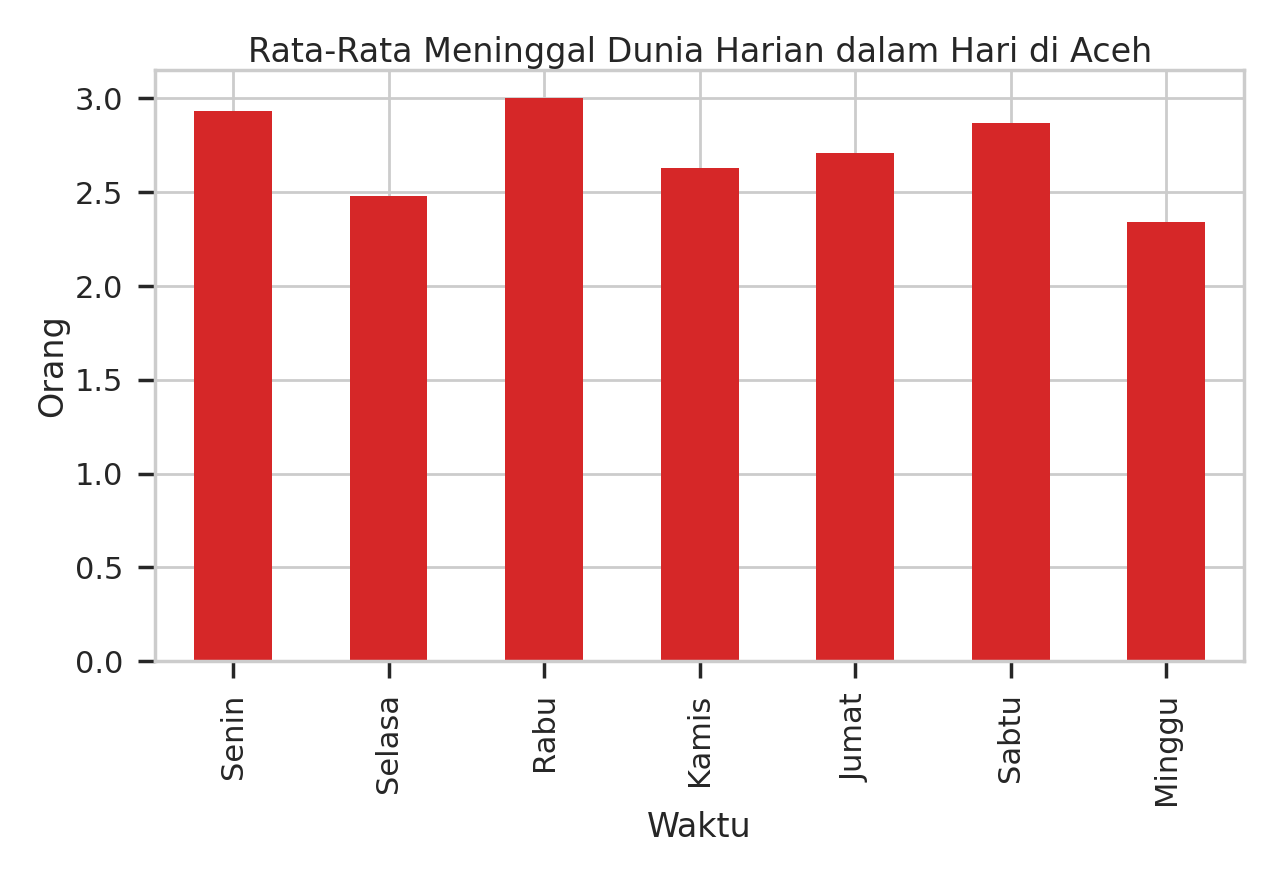 Rata-Rata Meninggal Dunia Harian dalam Hari di Aceh
3.0
2.5
2.0
1.5
1.0
0.5
0.0
Orang
Senin
Selasa
Rabu
Kamis
Jumat
Sabtu
Minggu
Waktu